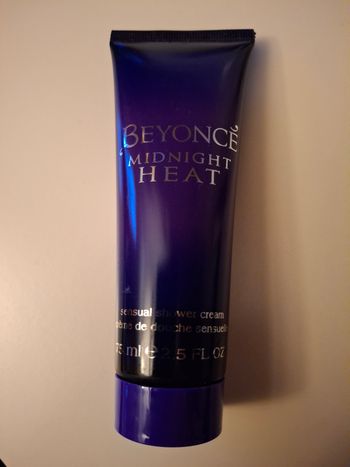 BEYONCÉ
MIDNIGHT
HEAT
sensual shower cream
crème de douche sensuelle
75 ml e 2.5 FL OZ